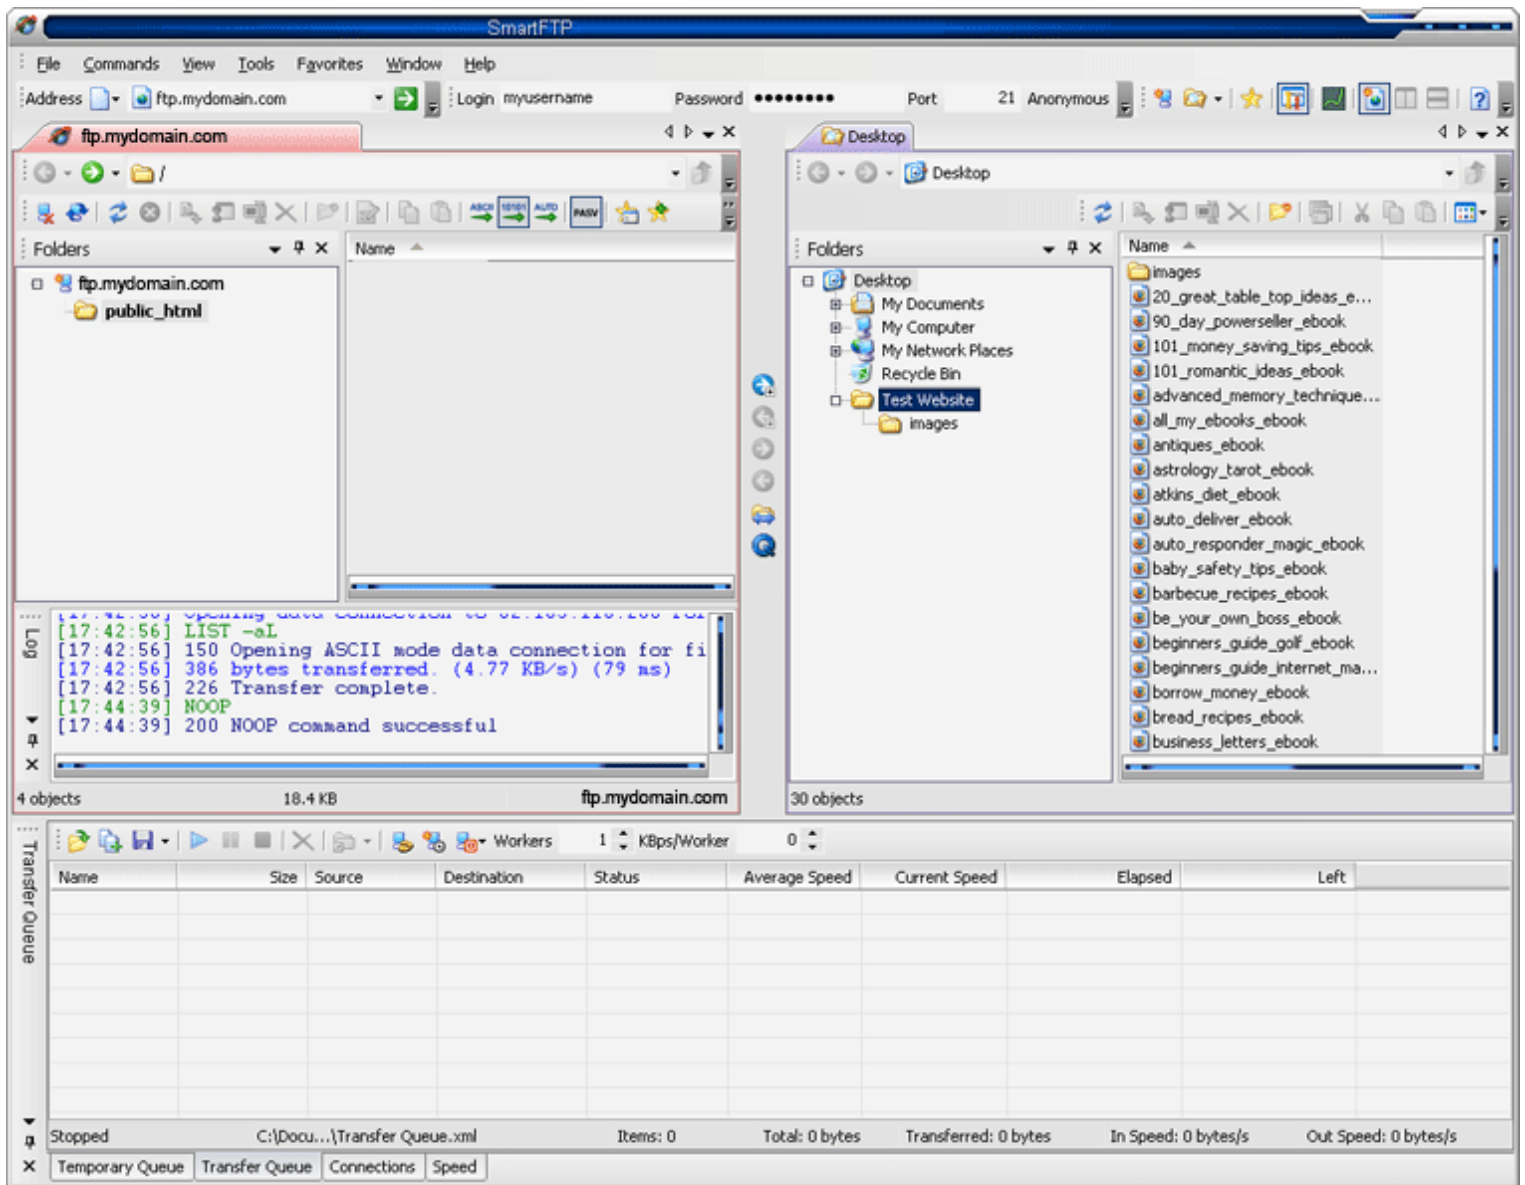 SmartFTP
File Commands View Tools Favorites Window Help
Address ftp.mydomain.com Login myusername Password ●●●●●●●● Port 21 Anonymous
ftp.mydomain.com
/
ASCII 10101 AUTO PASV
Folders
Name
ftp.mydomain.com
public_html
[17:42:56] LIST -aL
[17:42:56] 150 Opening ASCII mode data connection for fi
[17:42:56] 386 bytes transferred. (4.77 KB/s) (79 ms)
[17:42:56] 226 Transfer complete.
[17:44:39] NOOP
[17:44:39] 200 NOOP command successful
Log
4 objects 18.4 KB ftp.mydomain.com
Desktop
Desktop
Folders
Desktop
My Documents
My Computer
My Network Places
Recycle Bin
Test Website
images
Name
images
20_great_table_top_ideas_e...
90_day_powerseller_ebook
101_money_saving_tips_ebook
101_romantic_ideas_ebook
advanced_memory_technique...
all_my_ebooks_ebook
antiques_ebook
astrology_tarot_ebook
atkins_diet_ebook
auto_deliver_ebook
auto_responder_magic_ebook
baby_safety_tips_ebook
barbecue_recipes_ebook
be_your_own_boss_ebook
beginners_guide_golf_ebook
beginners_guide_internet_ma...
borrow_money_ebook
bread_recipes_ebook
business_letters_ebook
30 objects
Transfer Queue
Workers 1 KBps/Worker 0
Name Size Source Destination Status Average Speed Current Speed Elapsed Left
Stopped C:\Docu...\Transfer Queue.xml Items: 0 Total: 0 bytes Transferred: 0 bytes In Speed: 0 bytes/s Out Speed: 0 bytes/s
Temporary Queue Transfer Queue Connections Speed